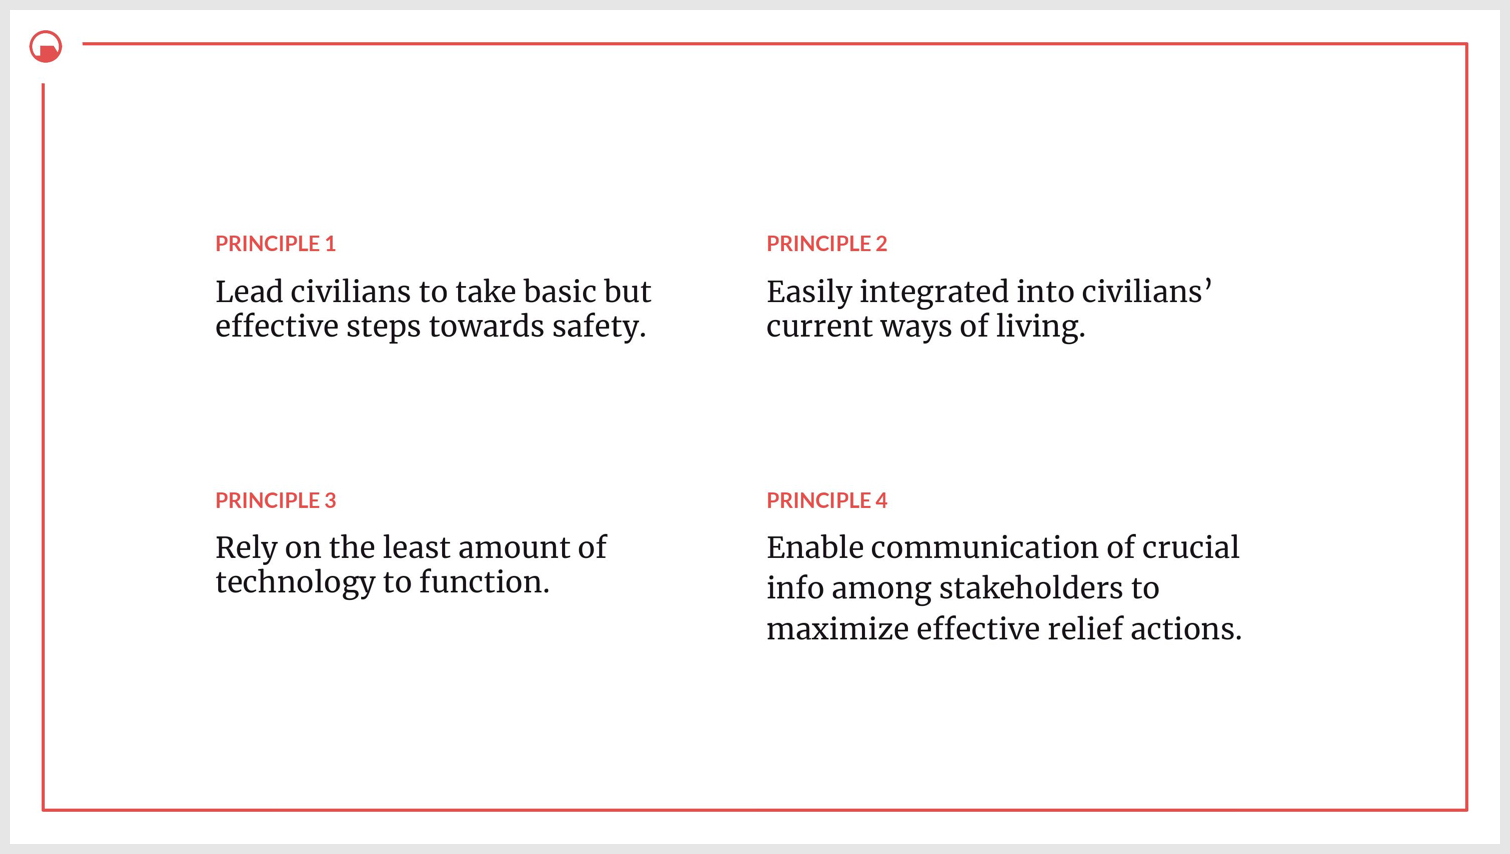 PRINCIPLE 1
Lead civilians to take basic but
effective steps towards safety.
PRINCIPLE 2
Easily integrated into civilians’
current ways of living.
PRINCIPLE 3
Rely on the least amount of
technology to function.
PRINCIPLE 4
Enable communication of crucial
info among stakeholders to
maximize effective relief actions.